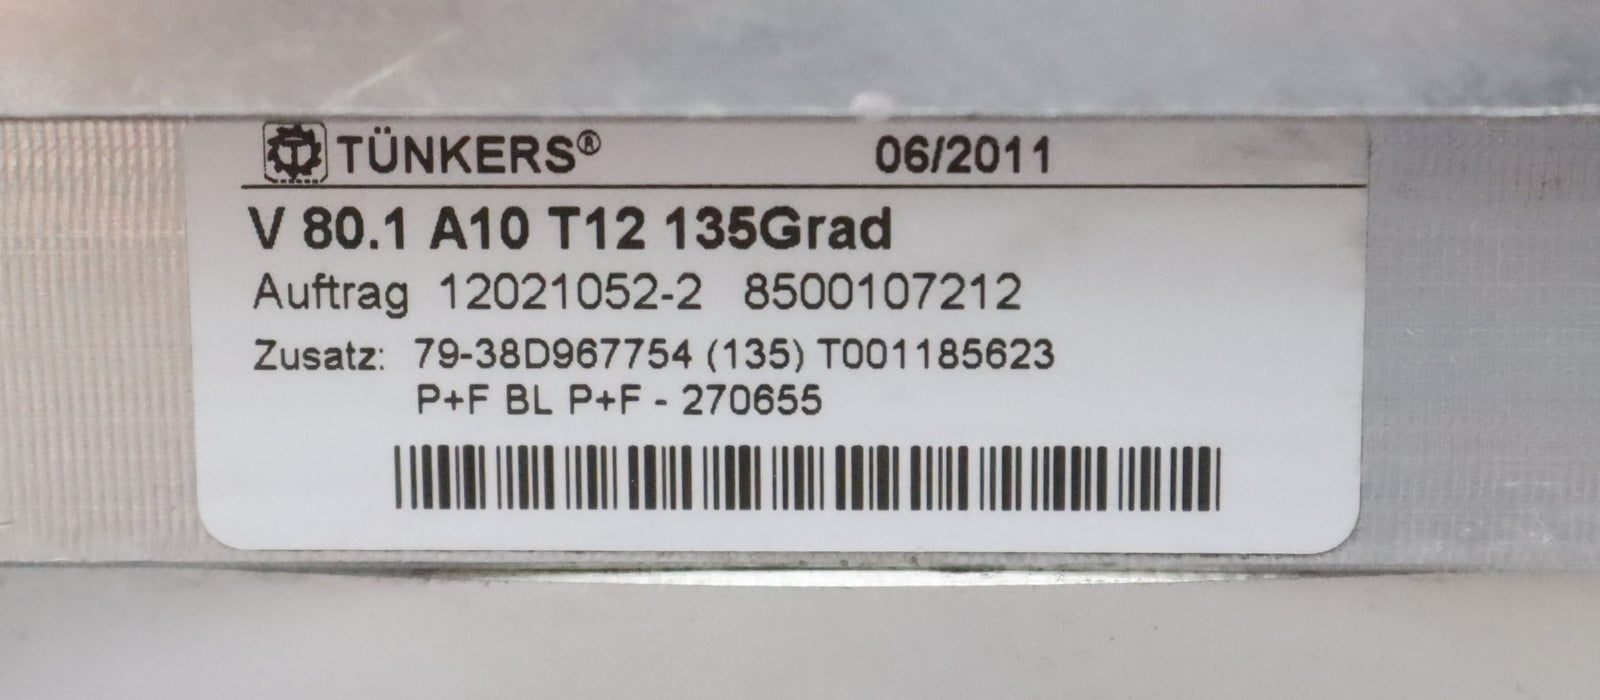 TÜNKERS® 06/2011
V 80.1 A10 T12 135Grad
Auftrag 12021052-2 8500107212
Zusatz: 79-38D967754 (135) T001185623
P+F BL P+F - 270655